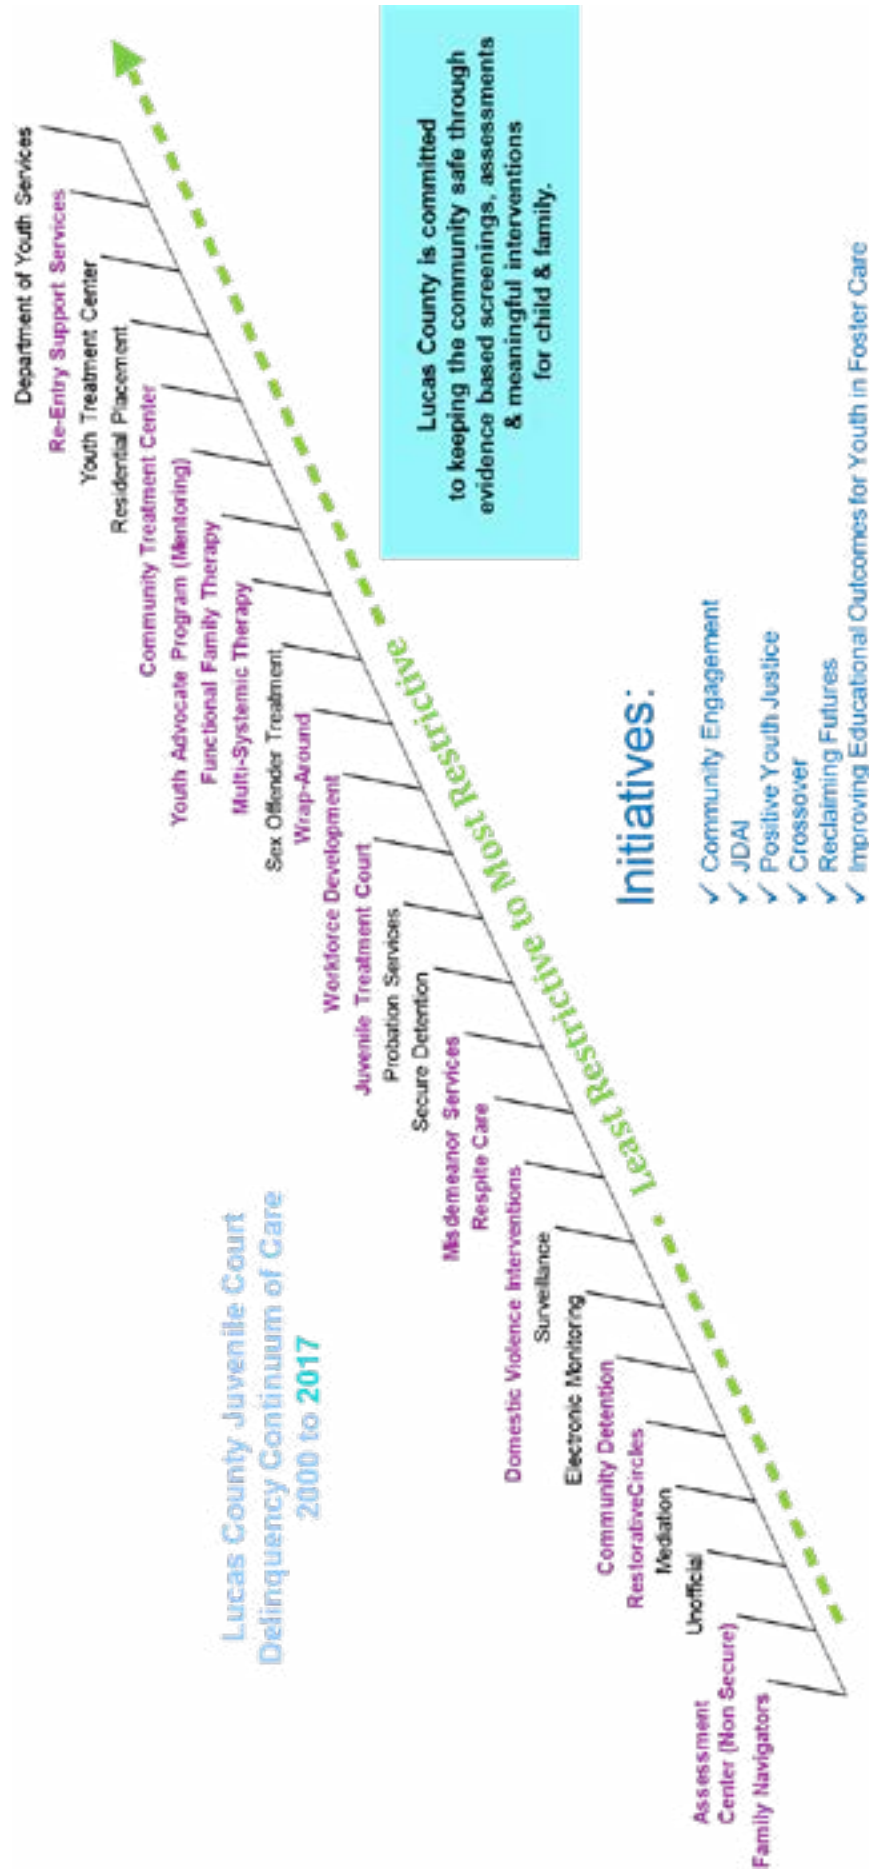 Lucas County Juvenile Court
Delinquency Continuum of Care
2000 to 2017
Department of Youth Services
Re-Entry Support Services
Youth Treatment Center
Residential Placement
Community Treatment Center
Youth Advocate Program (Mentoring)
Functional Family Therapy
Multi-Systemic Therapy
Sex Offender Treatment
Wrap-Around
Workforce Development
Juvenile Treatment Court
Probation Services
Secure Detention
Misdemeanor Services
Respite Care
Domestic Violence Interventions
Surveillance
Electronic Monitoring
Community Detention
RestorativeCircles
Mediation
Unofficial
Assessment
Center (Non Secure)
Family Navigators
Least Restrictive to Most Restrictive
Lucas County is committed
to keeping the community safe through
evidence based screenings, assessments
& meaningful interventions
for child & family.
Initiatives:
✓ Community Engagement
✓ JDAI
✓ Positive Youth Justice
✓ Crossover
✓ Reclaiming Futures
✓ Improving Educational Outcomes for Youth in Foster Care